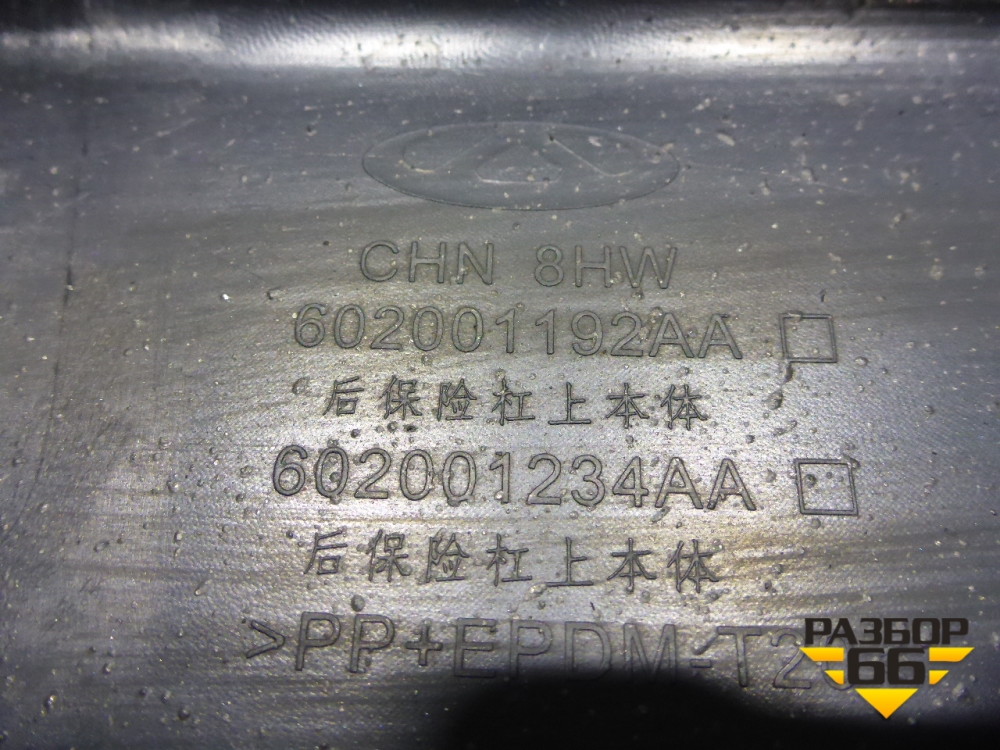 CHN 8HW
602001192AA
后保险杠上本体
602001234AA
后保险杠上本体
>PP+EPDM-T2
РАЗБОР
66